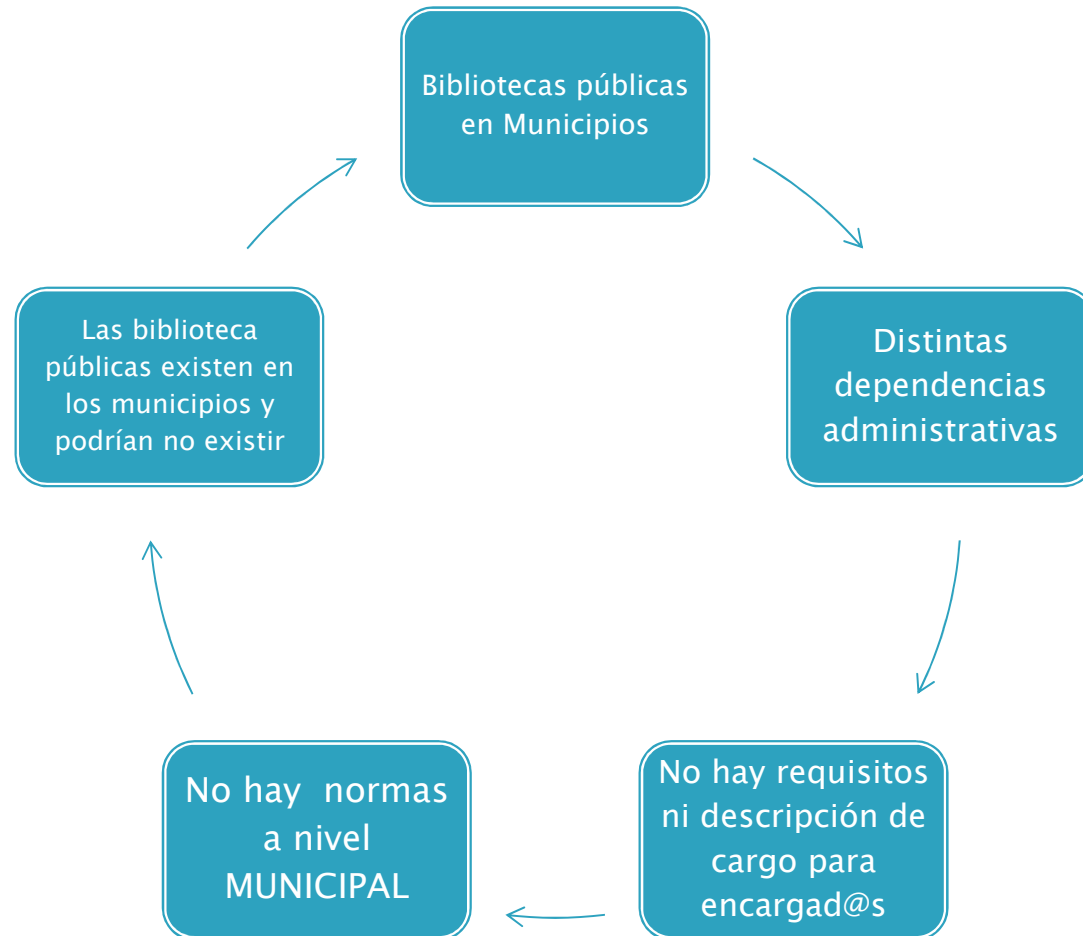 Bibliotecas públicas
en Municipios
Distintas
dependencias
administrativas
No hay requisitos
ni descripción de
cargo para
encargad@s
No hay normas
a nivel
MUNICIPAL
Las biblioteca
públicas existen en
los municipios y
podrían no existir